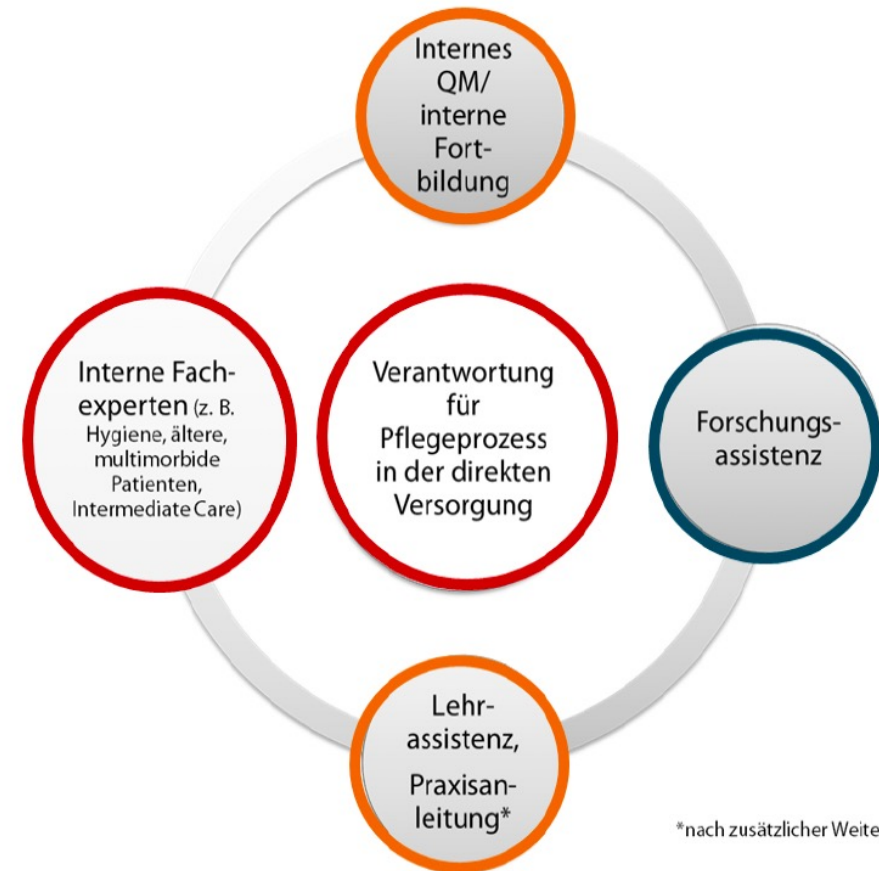 Internes
QM/
interne
Fort-
bildung
Interne Fach-
experten (z. B.
Hygiene, ältere,
multimorbide
Patienten,
Intermediate Care)
Verantwortung
für
Pflegeprozess
in der direkten
Versorgung
Forschungs-
assistenz
Lehr-
assistenz,
Praxisan-
leitung*
*nach zusätzlicher Weite